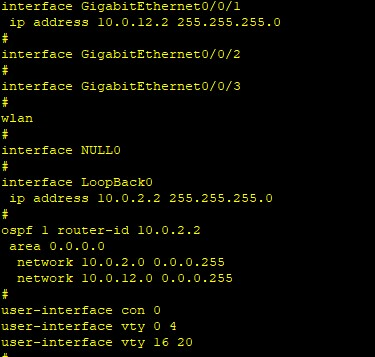 interface GigabitEthernet0/0/1
 ip address 10.0.12.2 255.255.255.0
#
interface GigabitEthernet0/0/2
#
interface GigabitEthernet0/0/3
#
wlan
#
interface NULL0
#
interface LoopBack0
 ip address 10.0.2.2 255.255.255.0
#
ospf 1 router-id 10.0.2.2
 area 0.0.0.0
  network 10.0.2.0 0.0.0.255
  network 10.0.12.0 0.0.0.255
#
user-interface con 0
user-interface vty 0 4
user-interface vty 16 20
#